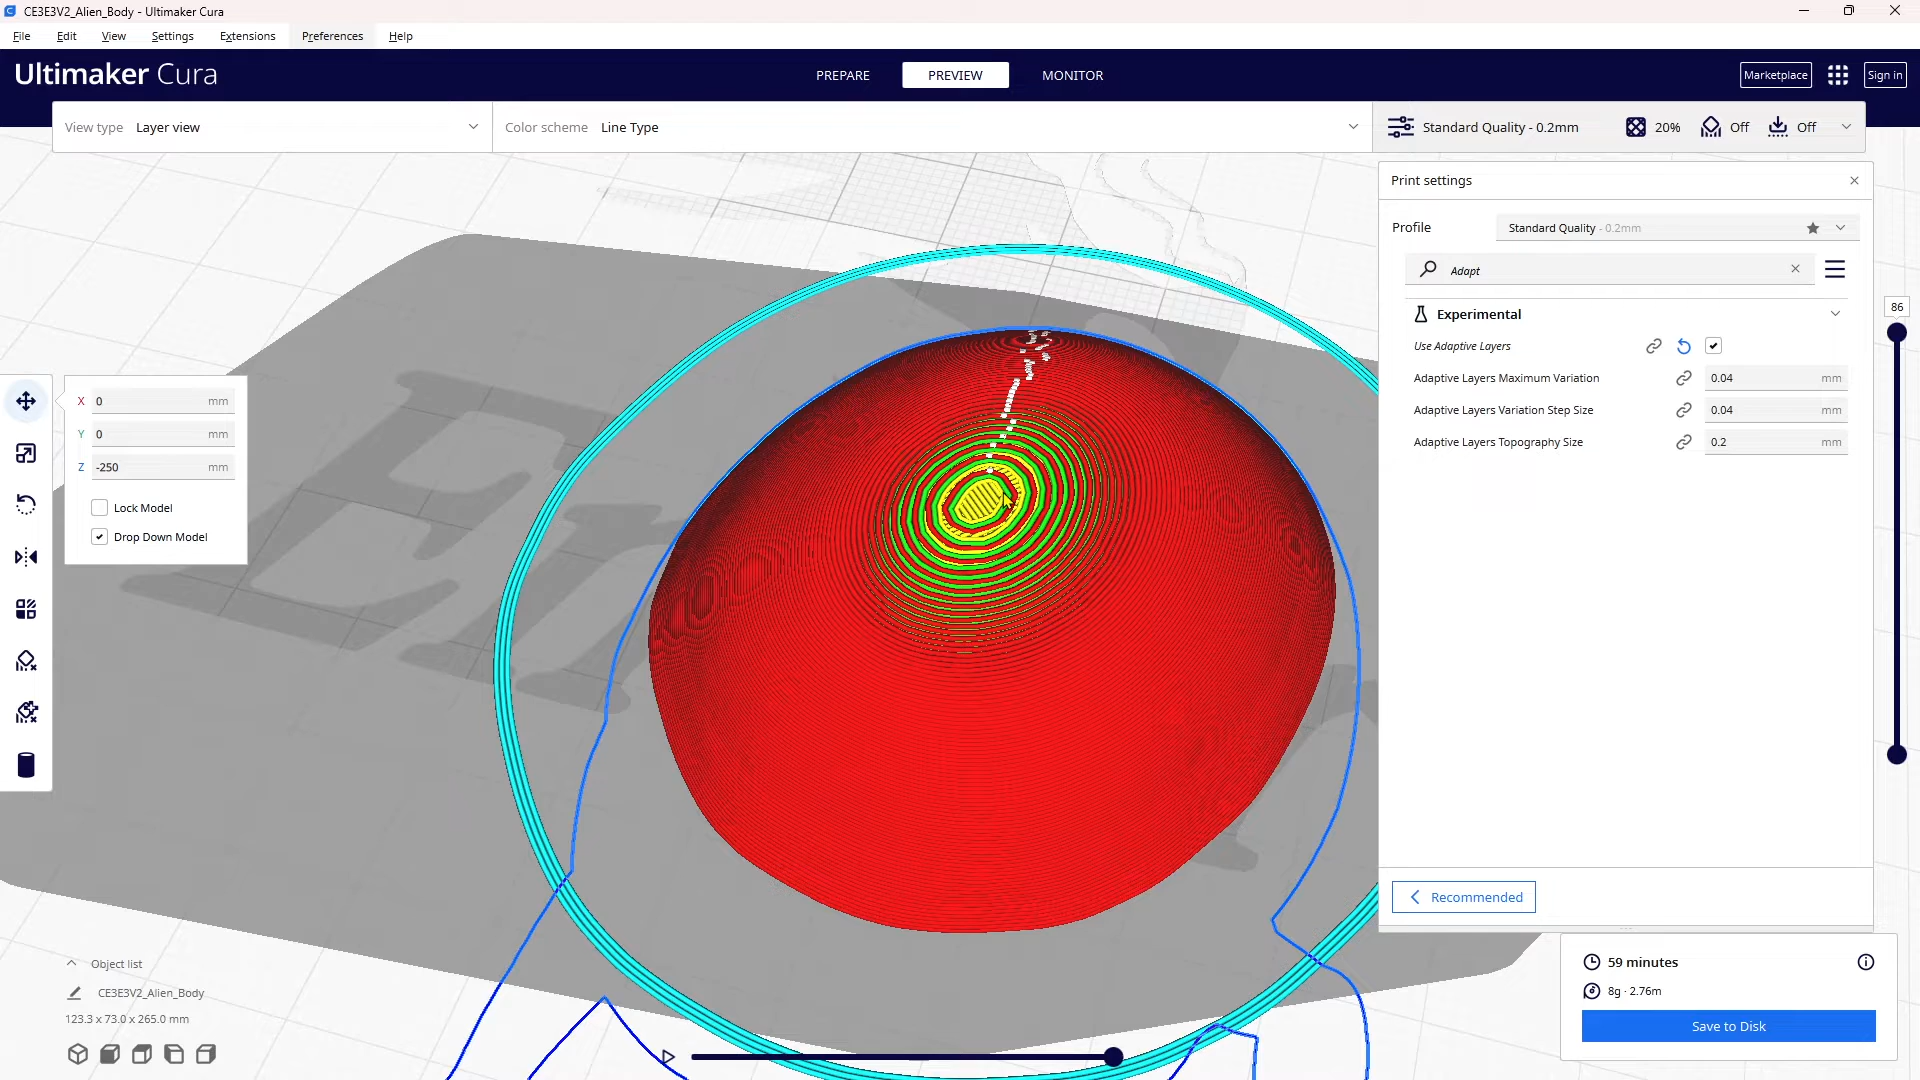 CE3E3V2_Alien_Body - Ultimaker Cura
File Edit View Settings Extensions Preferences Help
Ultimaker Cura
PREPARE PREVIEW MONITOR
Marketplace Sign in
View type Layer view
Color scheme Line Type
Standard Quality - 0.2mm 20% Off Off
Print settings
Profile Standard Quality - 0.2mm
Adapt
Experimental
Use Adaptive Layers
Adaptive Layers Maximum Variation 0.04 mm
Adaptive Layers Variation Step Size 0.04 mm
Adaptive Layers Topography Size 0.2 mm
86
X 0 mm
Y 0 mm
Z -250 mm
Lock Model
Drop Down Model
Recommended
Object list
CE3E3V2_Alien_Body
123.3 x 73.0 x 265.0 mm
59 minutes
8g · 2.76m
Save to Disk